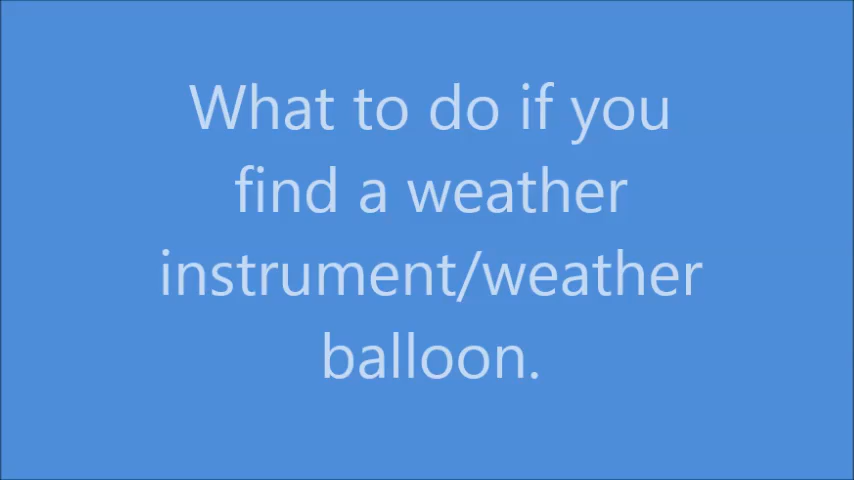 What to do if you
find a weather
instrument/weather
balloon.